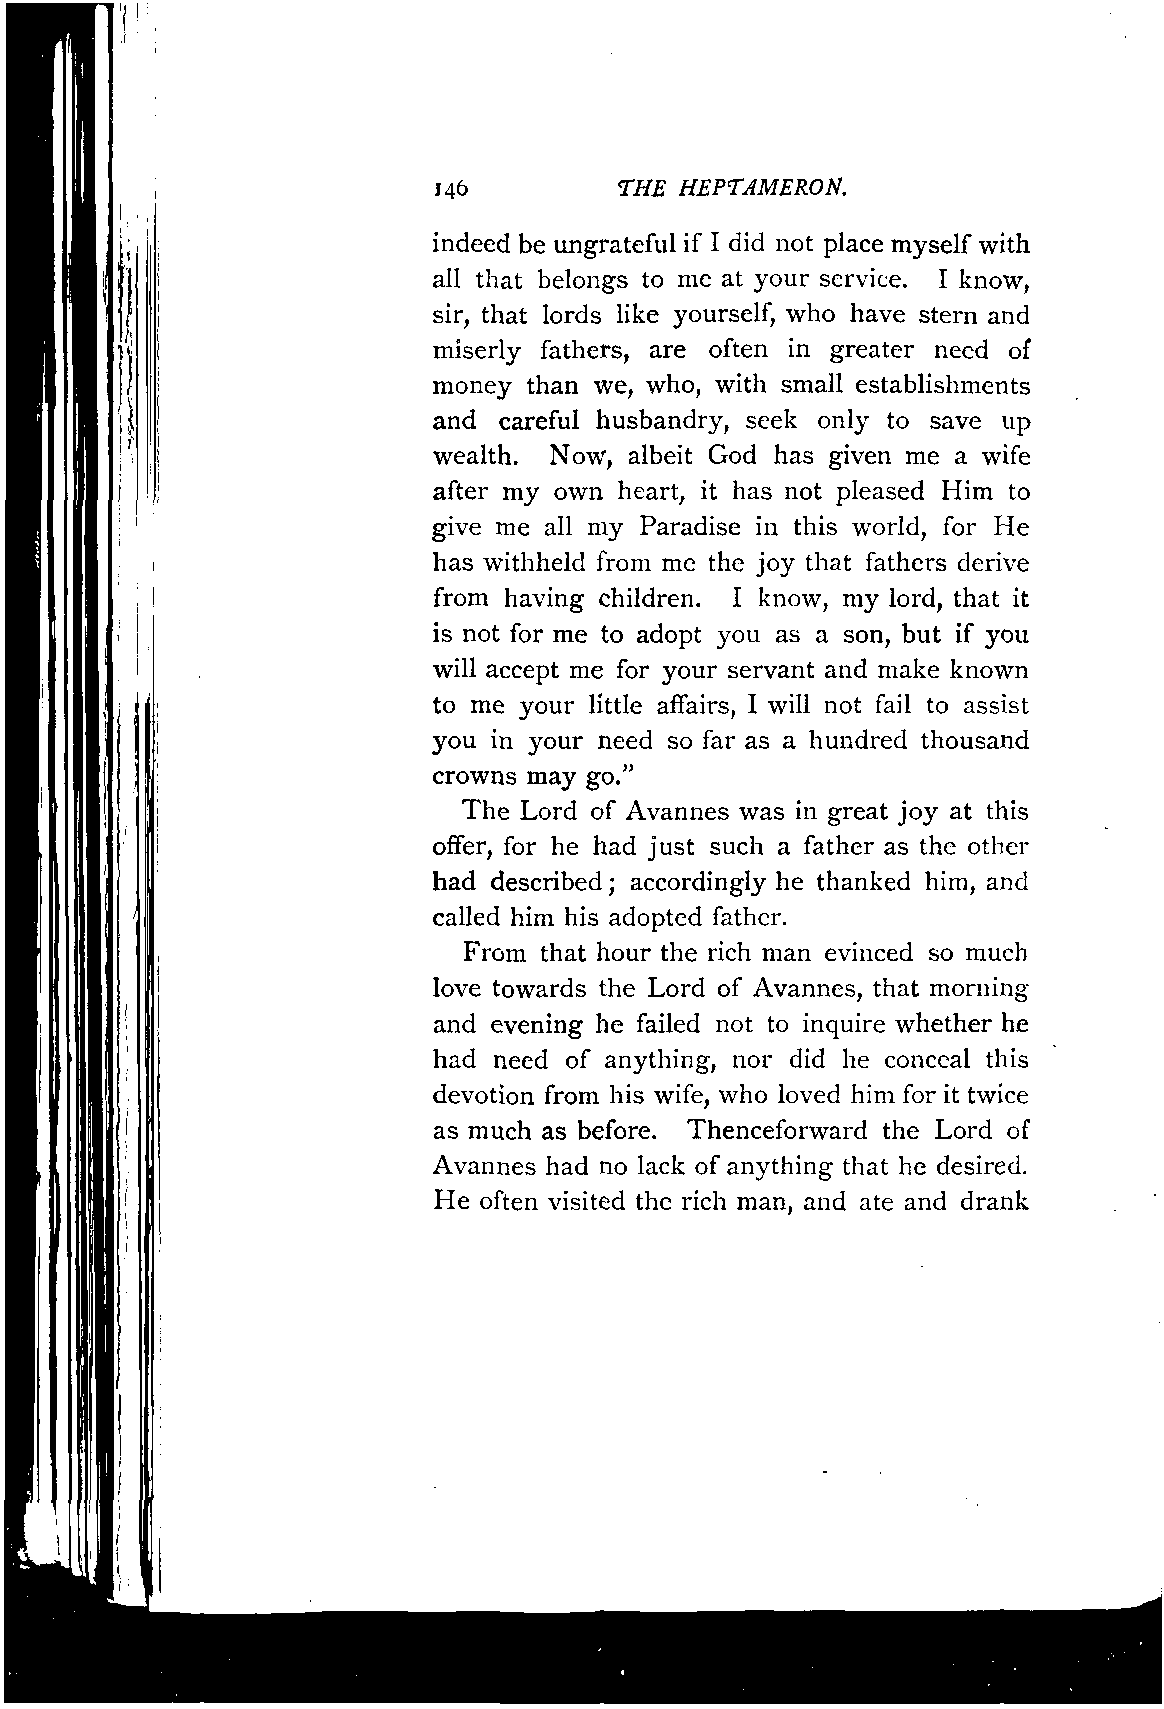 146 THE HEPTAMERON.
indeed be ungrateful if I did not place myself with
all that belongs to me at your service. I know,
sir, that lords like yourself, who have stern and
miserly fathers, are often in greater need of
money than we, who, with small establishments
and careful husbandry, seek only to save up
wealth. Now, albeit God has given me a wife
after my own heart, it has not pleased Him to
give me all my Paradise in this world, for He
has withheld from me the joy that fathers derive
from having children. I know, my lord, that it
is not for me to adopt you as a son, but if you
will accept me for your servant and make known
to me your little affairs, I will not fail to assist
you in your need so far as a hundred thousand
crowns may go."
The Lord of Avannes was in great joy at this
offer, for he had just such a father as the other
had described; accordingly he thanked him, and
called him his adopted father.
From that hour the rich man evinced so much
love towards the Lord of Avannes, that morning
and evening he failed not to inquire whether he
had need of anything, nor did he conceal this
devotion from his wife, who loved him for it twice
as much as before. Thenceforward the Lord of
Avannes had no lack of anything that he desired.
He often visited the rich man, and ate and drank